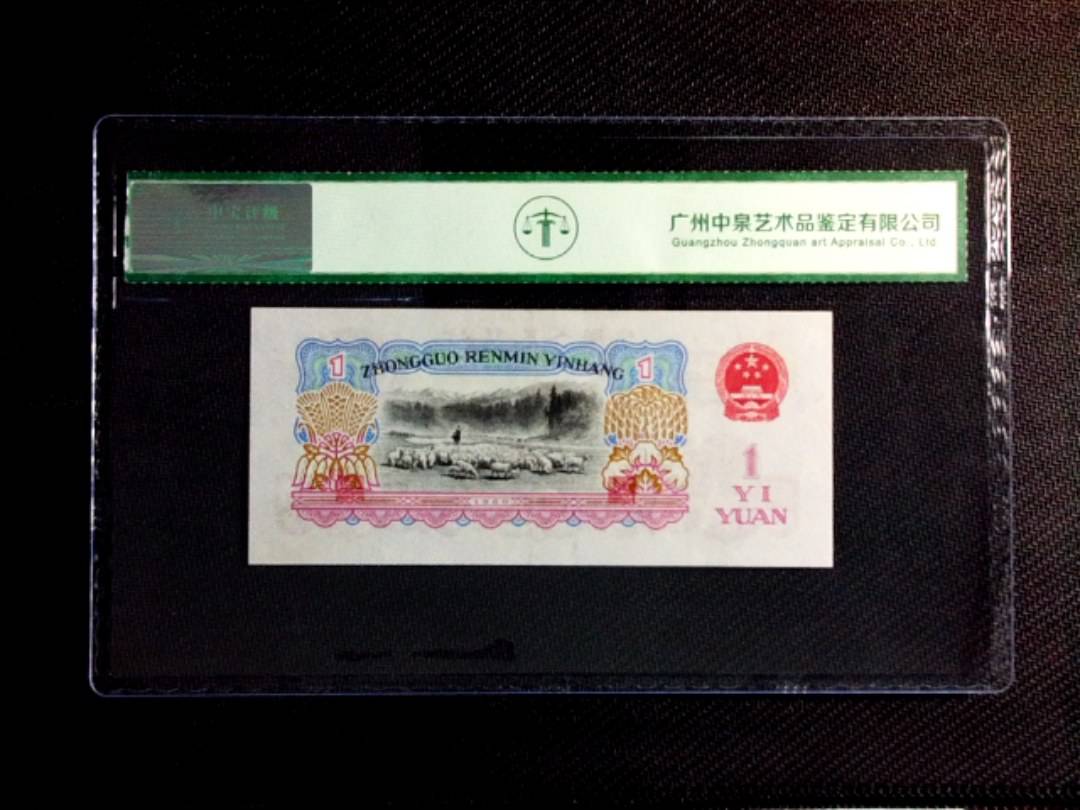 广州中泉艺术品鉴定有限公司
Guangzhou Zhongquan art Appraisal Co., Ltd.
ZHONGGUO RENMIN YINHANG
1
1
1960
1
YI
YUAN